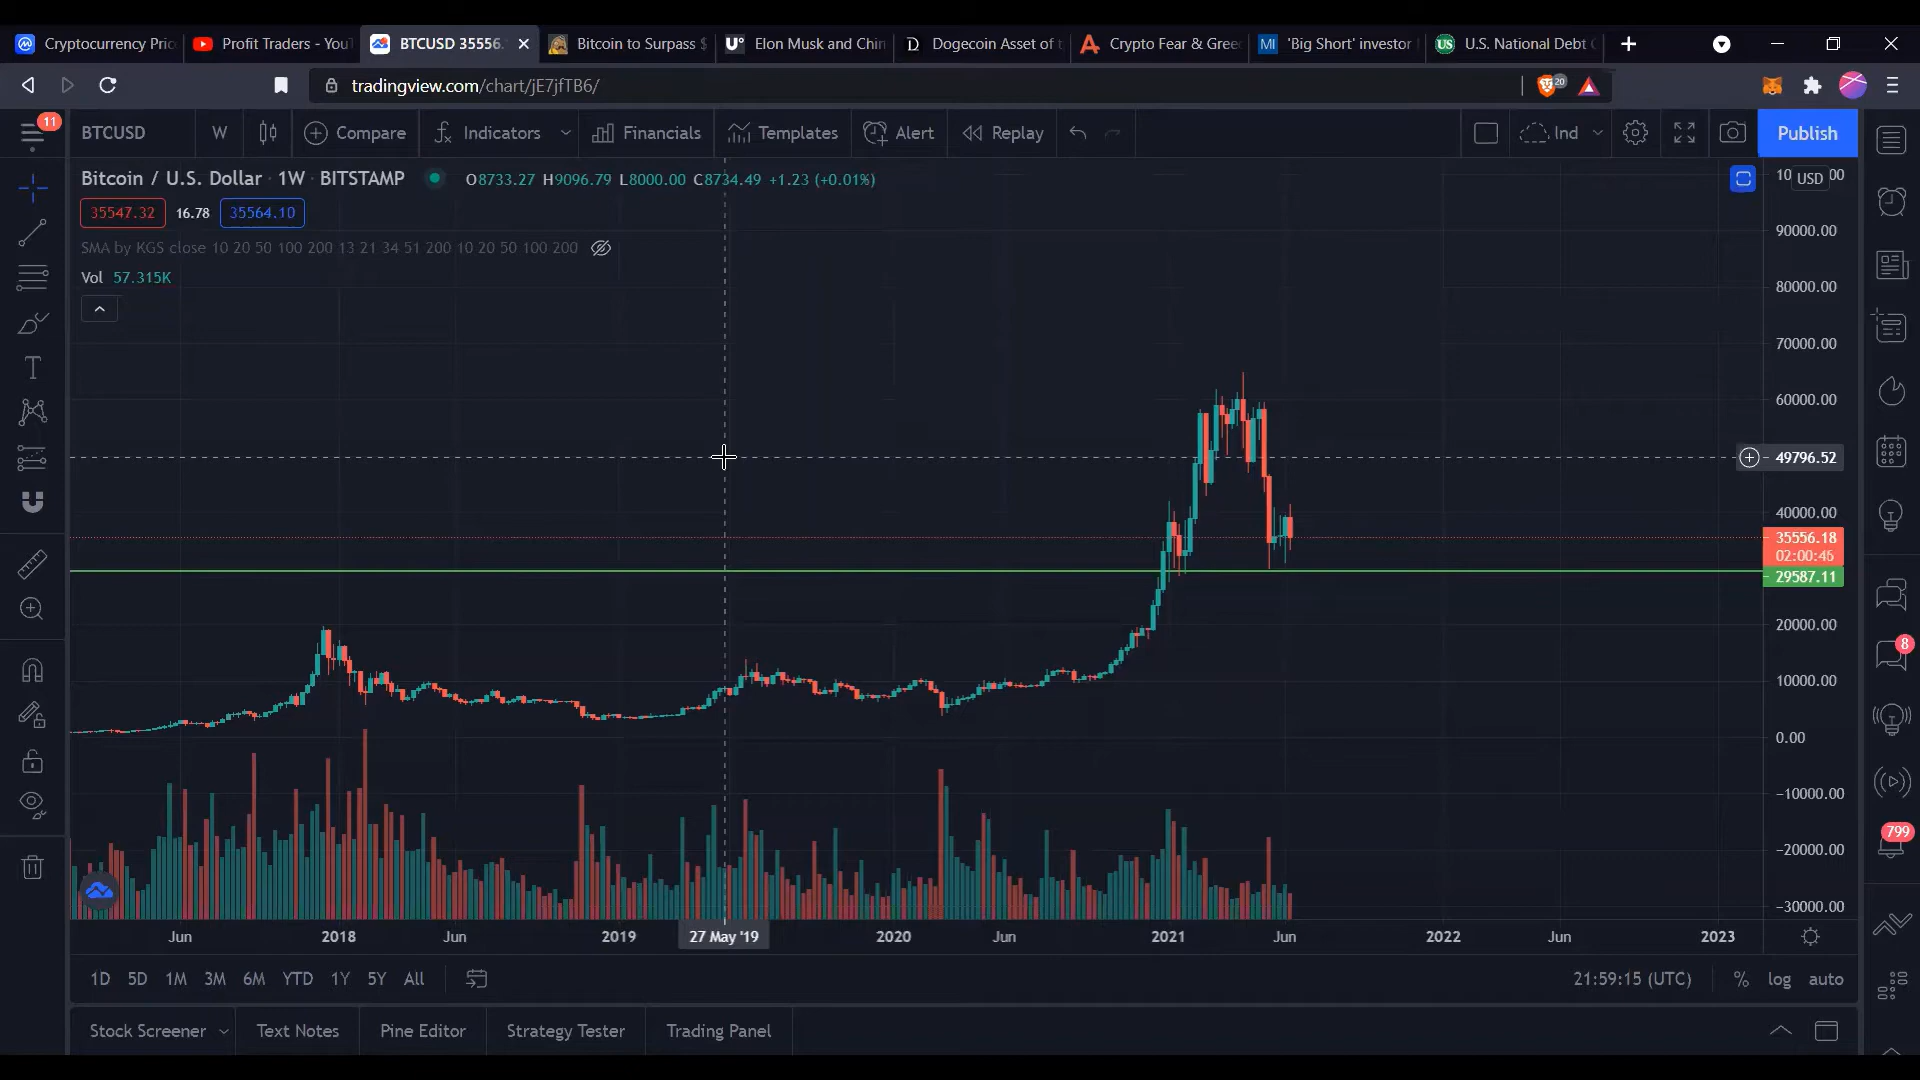 Cryptocurrency Pric
Profit Traders - YouT
BTCUSD 35556.
Bitcoin to Surpass $
Elon Musk and Chin
Dogecoin Asset of t
Crypto Fear & Gree
'Big Short' investor
U.S. National Debt C
tradingview.com/chart/jE7jfTB6/
20
11
BTCUSD
W
Compare
Indicators
Financials
Templates
Alert
Replay
Ind
Publish
Bitcoin / U.S. Dollar · 1W · BITSTAMP
O8733.27 H9096.79 L8000.00 C8734.49 +1.23 (+0.01%)
USD
35547.32
16.78
35564.10
SMA by KGS close 10 20 50 100 200 13 21 34 51 200 10 20 50 100 200
Vol 57.315K
90000.00
80000.00
70000.00
60000.00
49796.52
40000.00
35556.18
02:00:45
29587.11
20000.00
10000.00
0.00
−10000.00
−20000.00
−30000.00
8
799
Jun
2018
Jun
2019
27 May '19
2020
Jun
2021
Jun
2022
Jun
2023
1D
5D
1M
3M
6M
YTD
1Y
5Y
All
21:59:15 (UTC)
%
log
auto
Stock Screener
Text Notes
Pine Editor
Strategy Tester
Trading Panel